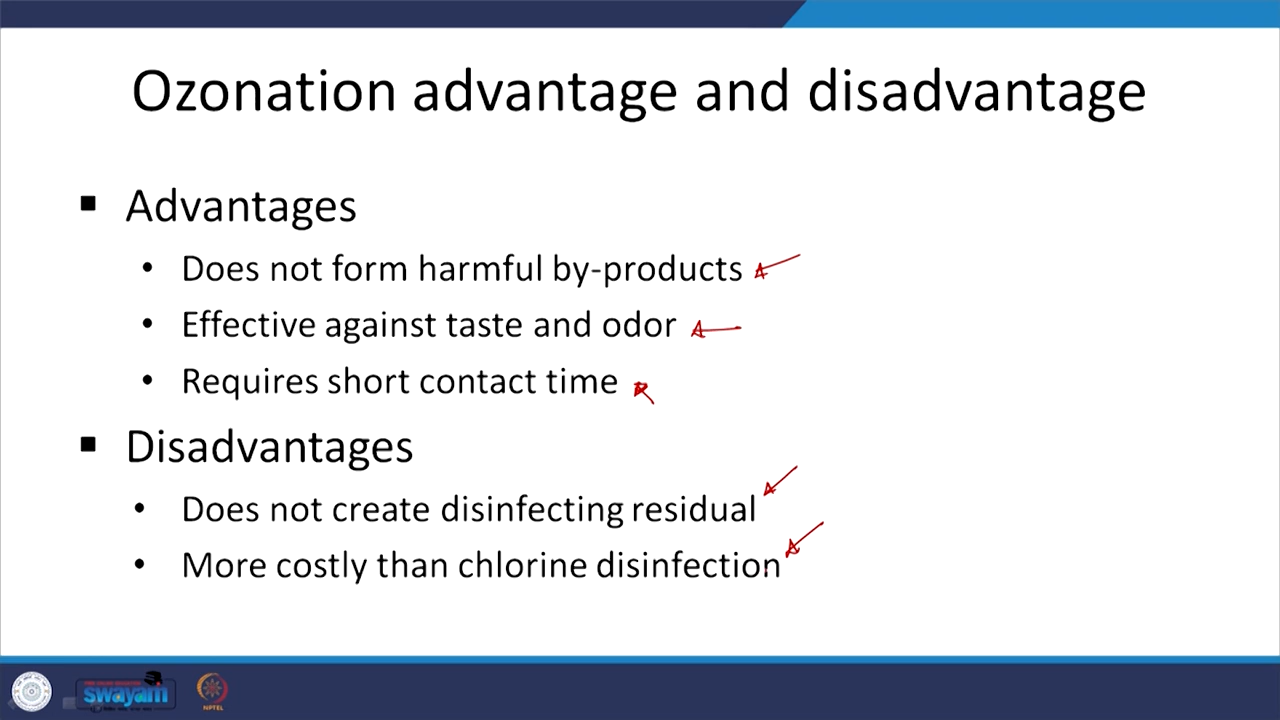 Ozonation advantage and disadvantage
Advantages
Does not form harmful by-products
Effective against taste and odor
Requires short contact time
Disadvantages
Does not create disinfecting residual
More costly than chlorine disinfection
swayam
NPTEL